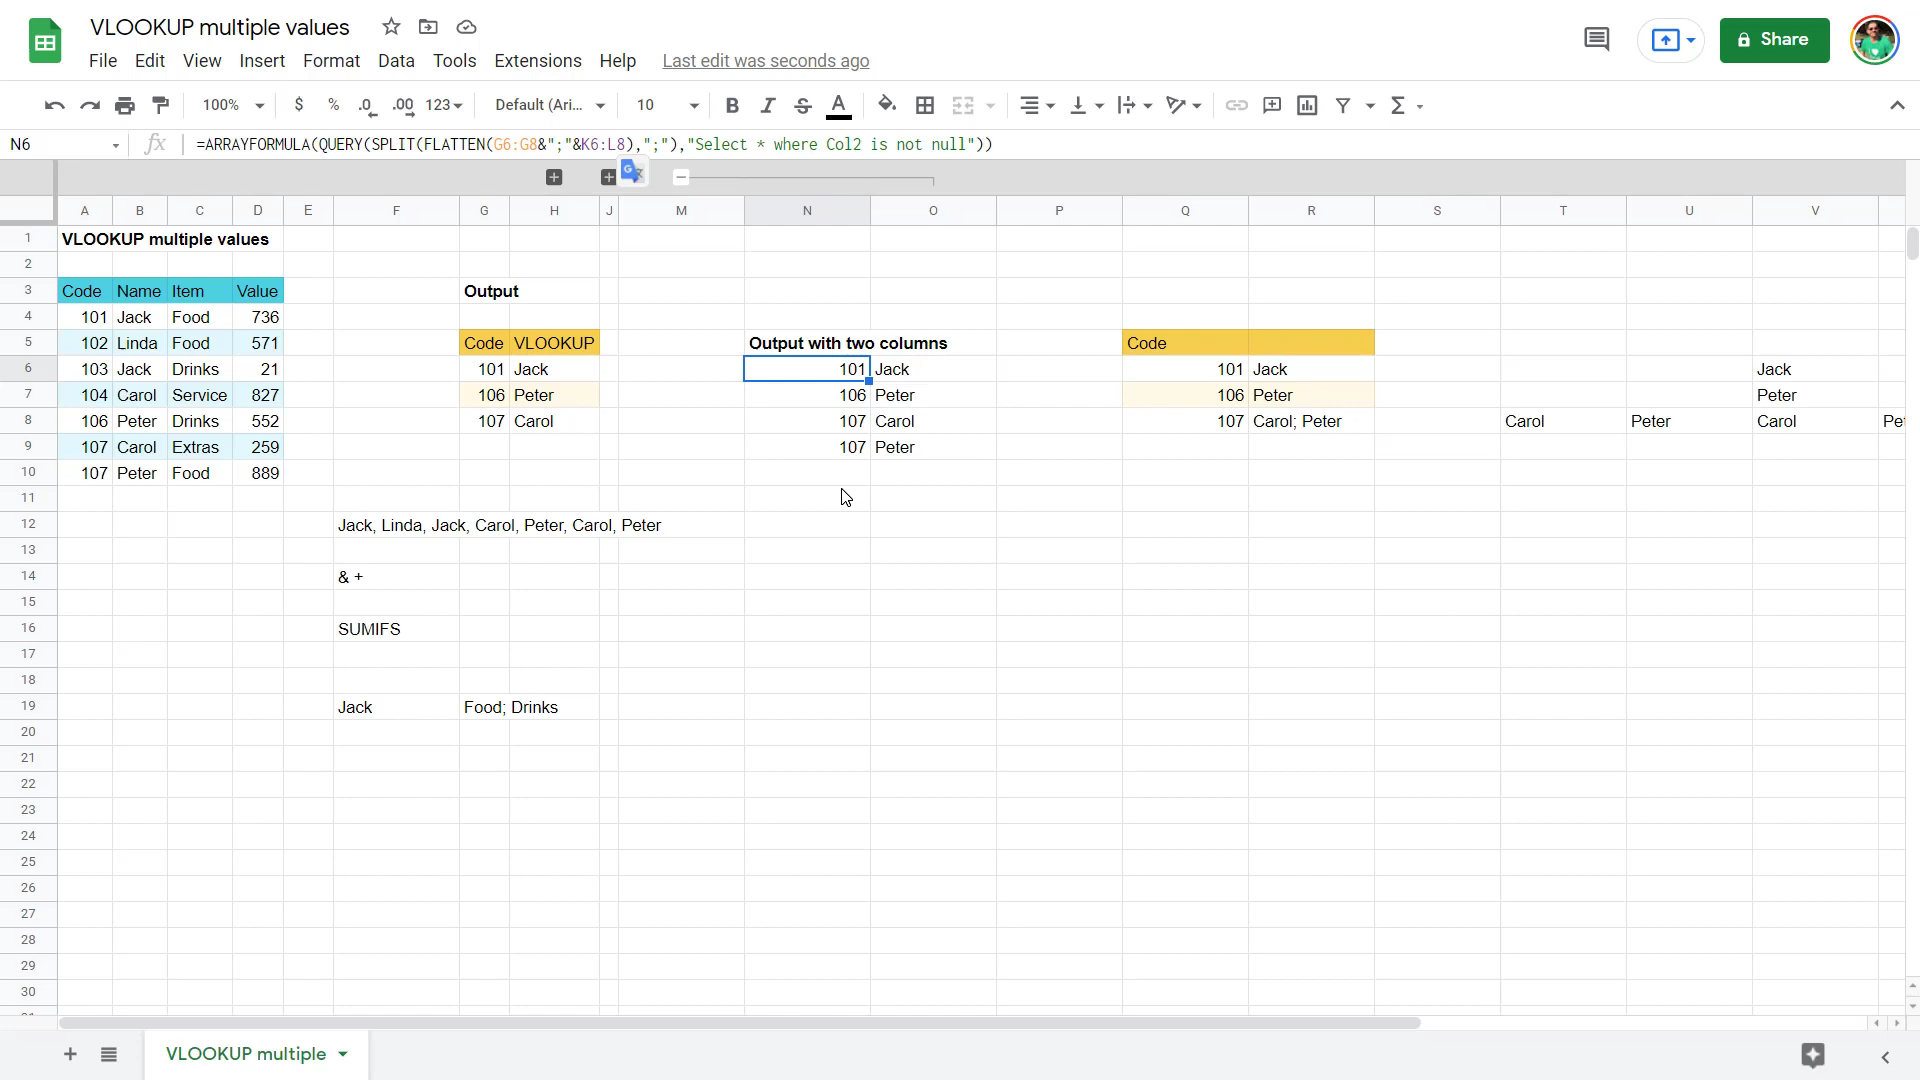 VLOOKUP multiple values
File Edit View Insert Format Data Tools Extensions Help Last edit was seconds ago
Share
100% $ % .0 .00 123 Default (Ari... 10 B I S A Σ
N6 fx =ARRAYFORMULA(QUERY(SPLIT(FLATTEN(G6:G8&";"&K6:L8),";"),"Select * where Col2 is not null"))
A B C D E F G H J M N O P Q R S T U V
1 VLOOKUP multiple values
2
3 Code Name Item Value Output
4 101 Jack Food 736
5 102 Linda Food 571 Code VLOOKUP Output with two columns Code
6 103 Jack Drinks 21 101 Jack 101 Jack 101 Jack Jack
7 104 Carol Service 827 106 Peter 106 Peter 106 Peter Peter
8 106 Peter Drinks 552 107 Carol 107 Carol 107 Carol; Peter Carol Peter Carol
9 107 Carol Extras 259 107 Peter
10 107 Peter Food 889
11
12 Jack, Linda, Jack, Carol, Peter, Carol, Peter
13
14 & +
15
16 SUMIFS
17
18
19 Jack Food; Drinks
20
21
22
23
24
25
26
27
28
29
30
VLOOKUP multiple